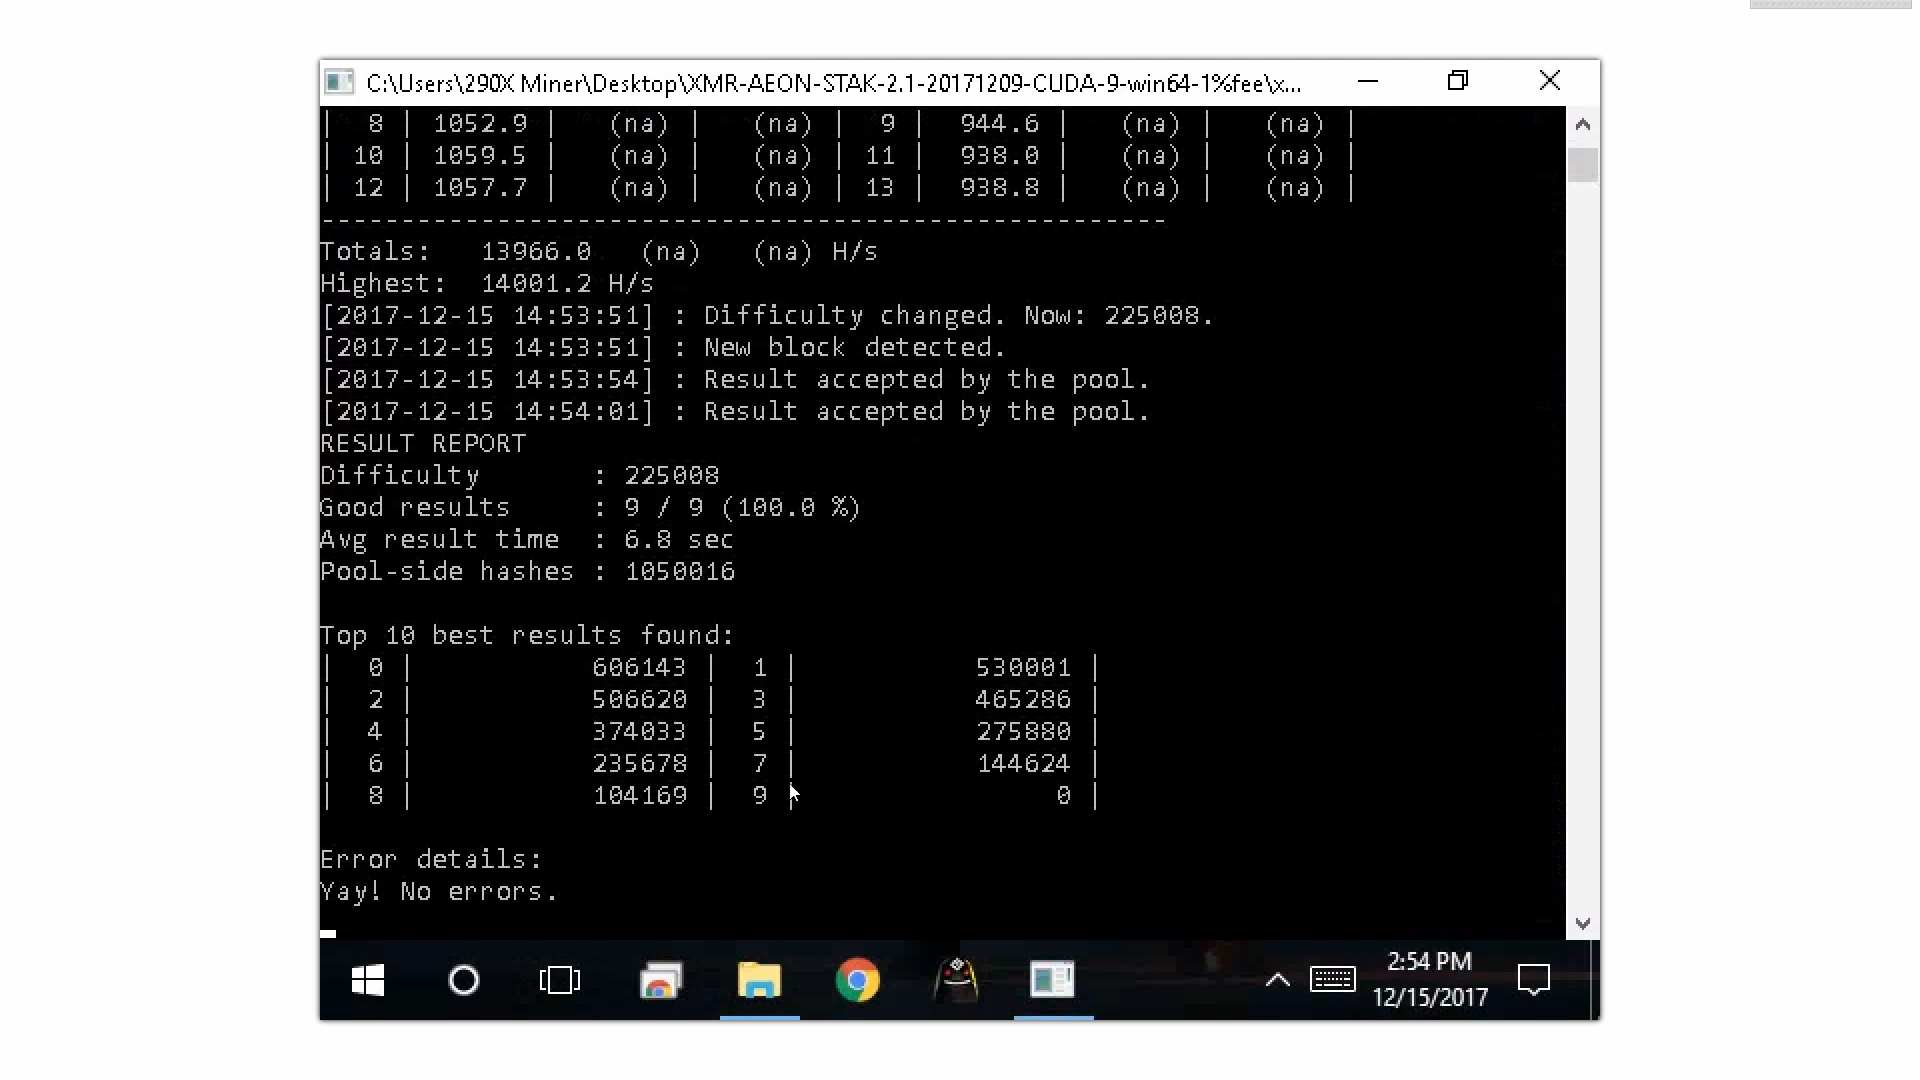 C:\Users\290X Miner\Desktop\XMR-AEON-STAK-2.1-20171209-CUDA-9-win64-1%fee\x...
| 8 | 1052.9 | (na) | (na) | 9 | 944.6 | (na) | (na) |
| 10 | 1059.5 | (na) | (na) | 11 | 938.0 | (na) | (na) |
| 12 | 1057.7 | (na) | (na) | 13 | 938.8 | (na) | (na) |
-----------------------------------------------------
Totals: 13966.0 (na) (na) H/s
Highest: 14001.2 H/s
[2017-12-15 14:53:51] : Difficulty changed. Now: 225008.
[2017-12-15 14:53:51] : New block detected.
[2017-12-15 14:53:54] : Result accepted by the pool.
[2017-12-15 14:54:01] : Result accepted by the pool.
RESULT REPORT
Difficulty : 225008
Good results : 9 / 9 (100.0 %)
Avg result time : 6.8 sec
Pool-side hashes : 1050016
Top 10 best results found:
| 0 | 606143 | 1 | 530001 |
| 2 | 506620 | 3 | 465286 |
| 4 | 374033 | 5 | 275880 |
| 6 | 235678 | 7 | 144624 |
| 8 | 104169 | 9 | 0 |
Error details:
Yay! No errors.
2:54 PM
12/15/2017